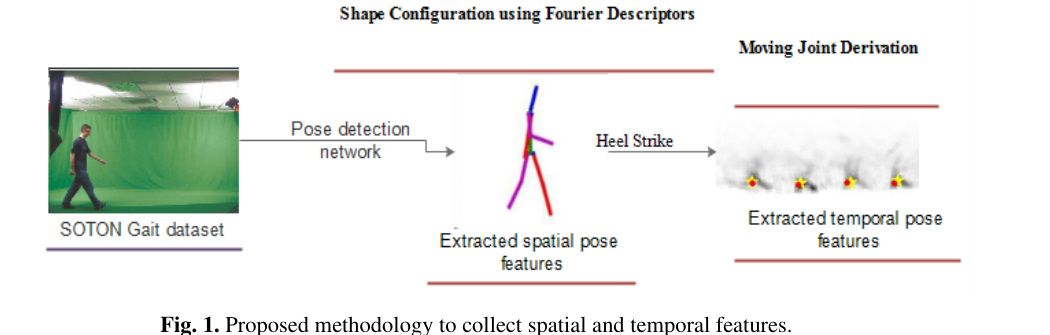 Shape Configuration using Fourier Descriptors
Moving Joint Derivation
Pose detection
network
Heel Strike
SOTON Gait dataset
Extracted spatial pose
features
Extracted temporal pose
features
Fig. 1. Proposed methodology to collect spatial and temporal features.